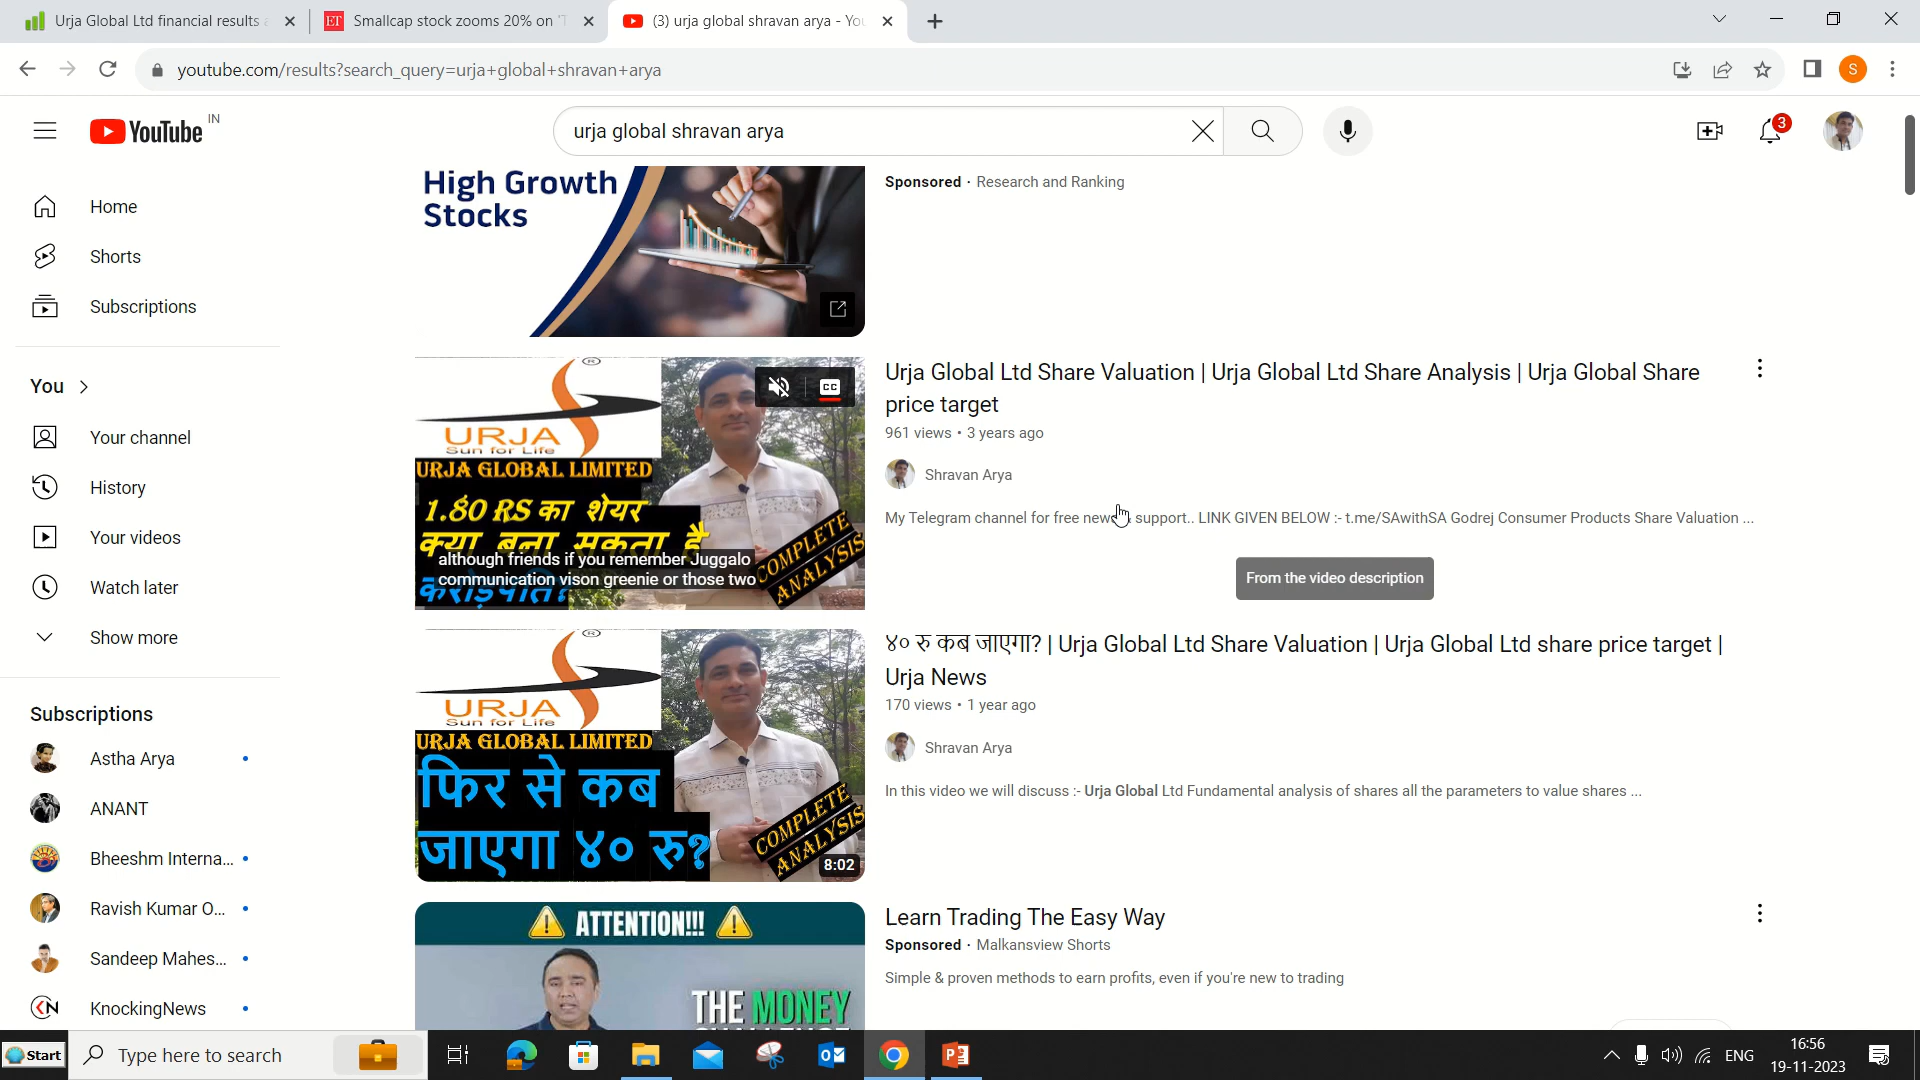 Urja Global Ltd financial results a
Smallcap stock zooms 20% on 'T
(3) urja global shravan arya - You
youtube.com/results?search_query=urja+global+shravan+arya
S
YouTube IN
urja global shravan arya
3
Home
Shorts
Subscriptions
You
Your channel
History
Your videos
Watch later
Show more
Subscriptions
Astha Arya
ANANT
Bheeshm Interna...
Ravish Kumar O...
Sandeep Mahes...
KnockingNews
High Growth
Stocks
Sponsored · Research and Ranking
URJA
Sun for Life
URJA GLOBAL LIMITED
1.80 RS का शेयर
क्या बना सकता है
करोड़पति?
COMPLETE
ANALYSIS
CC
although friends if you remember Juggalo
communication vison greenie or those two
Urja Global Ltd Share Valuation | Urja Global Ltd Share Analysis | Urja Global Share
price target
961 views • 3 years ago
Shravan Arya
My Telegram channel for free news & support.. LINK GIVEN BELOW :- t.me/SAwithSA Godrej Consumer Products Share Valuation ...
From the video description
URJA
Sun for Life
URJA GLOBAL LIMITED
फिर से कब
जाएगा ४० रु?
COMPLETE
ANALYSIS
8:02
४० रु कब जाएगा? | Urja Global Ltd Share Valuation | Urja Global Ltd share price target |
Urja News
170 views • 1 year ago
Shravan Arya
In this video we will discuss :- Urja Global Ltd Fundamental analysis of shares all the parameters to value shares ...
ATTENTION!!!
THE MONEY
Learn Trading The Easy Way
Sponsored · Malkansview Shorts
Simple & proven methods to earn profits, even if you're new to trading
Start
Type here to search
ENG
16:56
19-11-2023